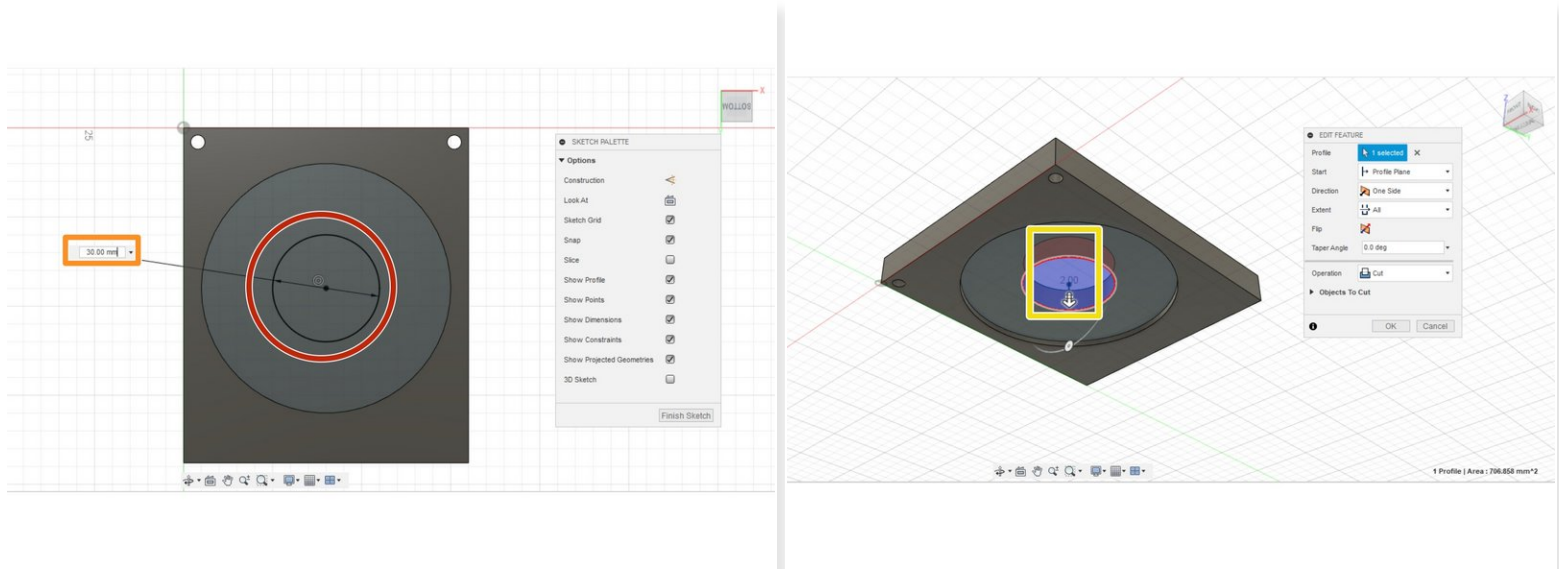 X
BOTTOM
25
SKETCH PALETTE
Options
Construction
Look At
Sketch Grid
Snap
Slice
Show Profile
Show Points
Show Dimensions
Show Constraints
Show Projected Geometries
3D Sketch
Finish Sketch
30.00 mm
Z
EDIT FEATURE
Profile 1 selected
Start Profile Plane
Direction One Side
Extent All
Flip
Taper Angle 0.0 deg
Operation Cut
Objects To Cut
OK Cancel
2.00
1 Profile | Area : 706.858 mm^2